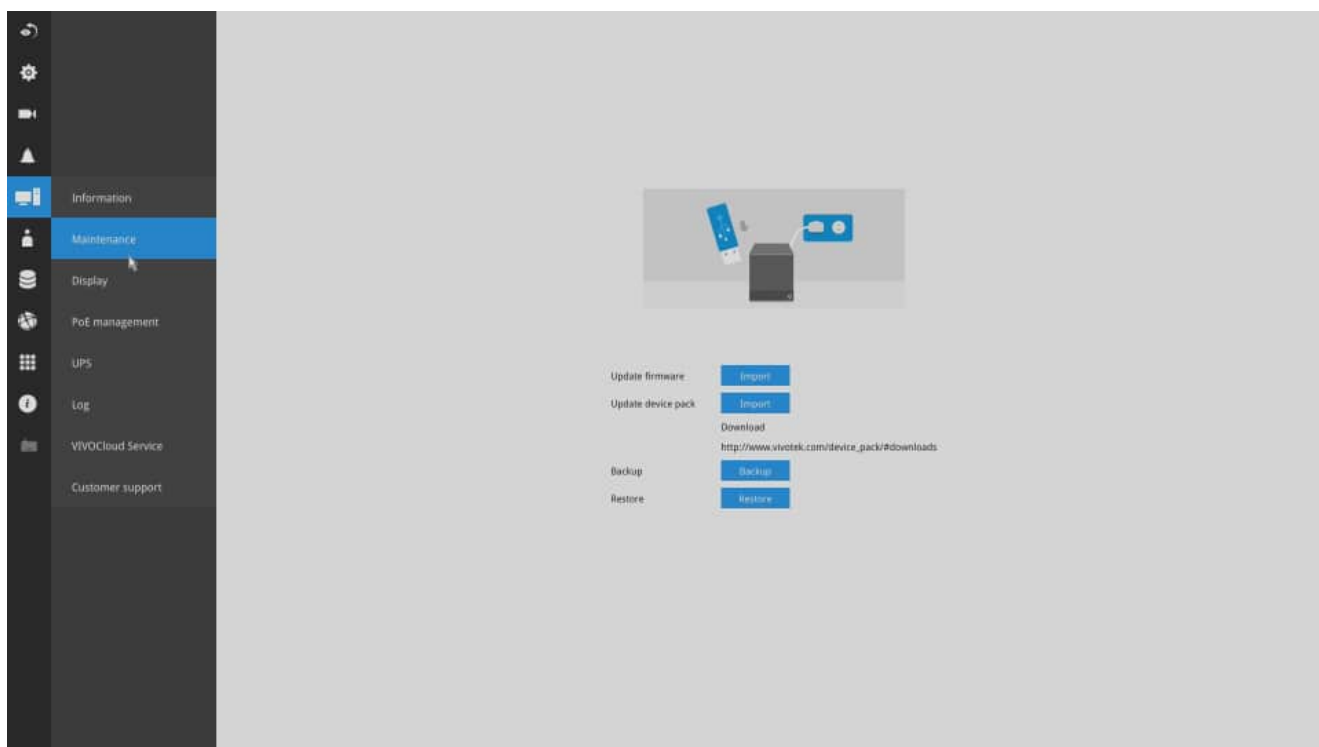 Information
Maintenance
Display
PoE management
UPS
Log
VIVOCloud Service
Customer support
Update firmware Import
Update device pack Import
Download
http://www.vivotek.com/device_pack/#downloads
Backup Backup
Restore Restore